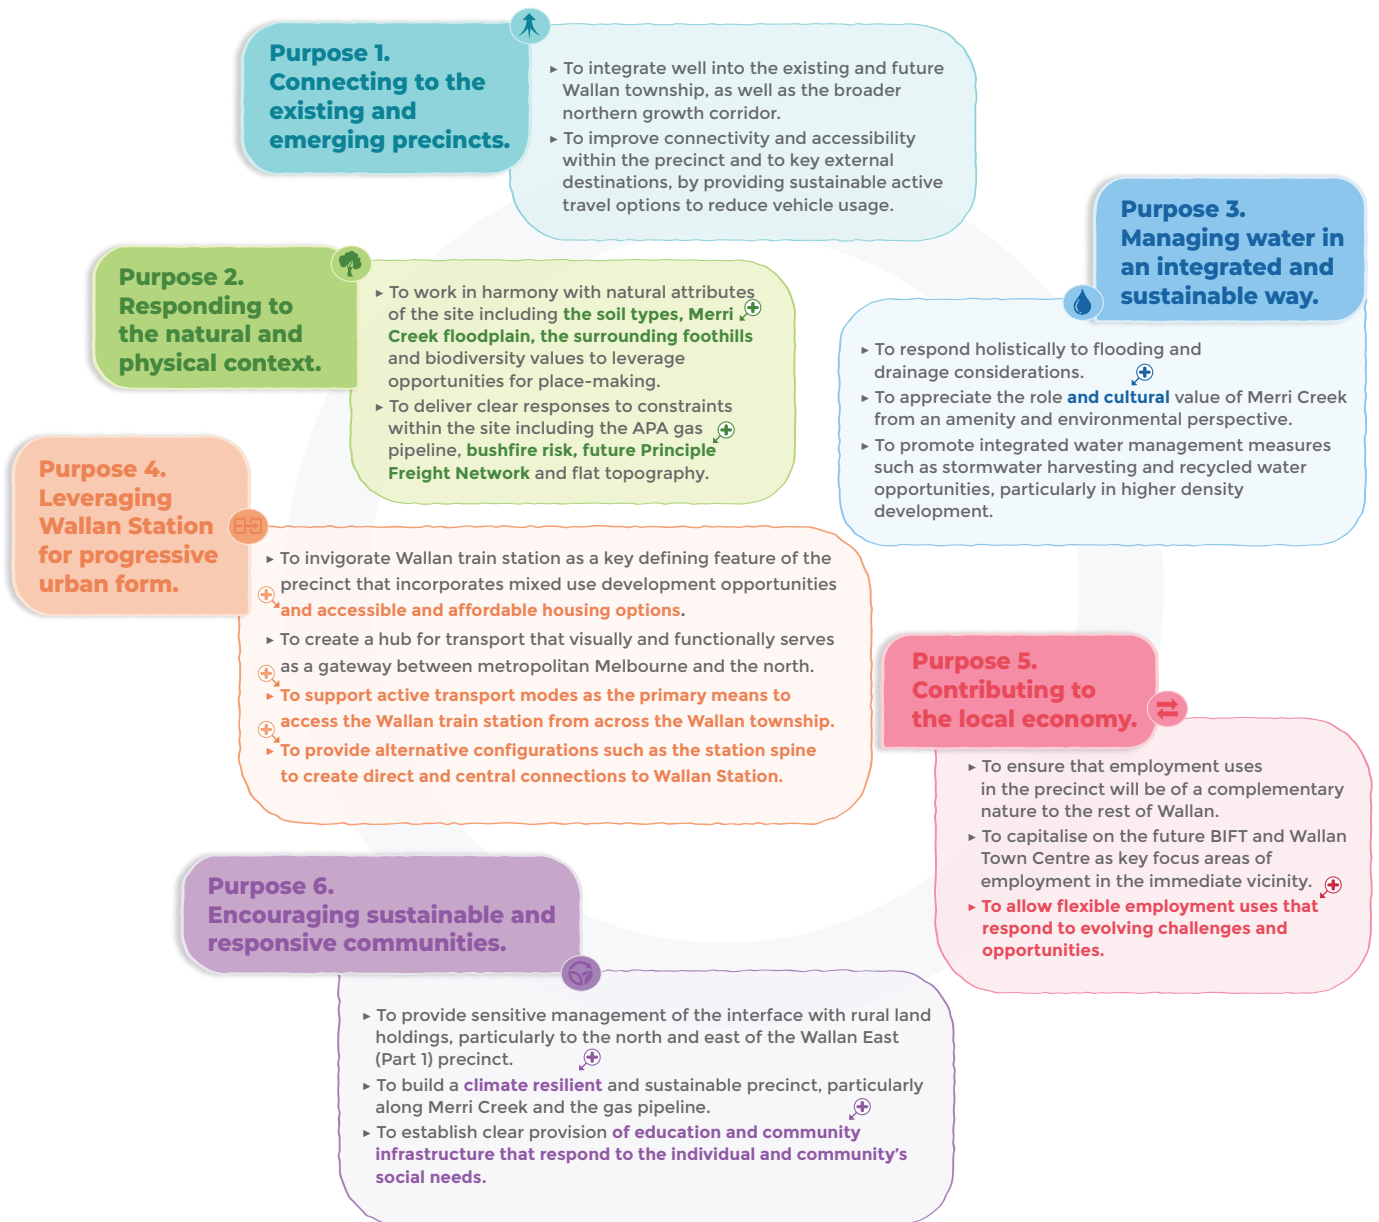 Purpose 1.
Connecting to the
existing and
emerging precincts.
▸ To integrate well into the existing and future
Wallan township, as well as the broader
northern growth corridor.
▸ To improve connectivity and accessibility
within the precinct and to key external
destinations, by providing sustainable active
travel options to reduce vehicle usage.
Purpose 2.
Responding to
the natural and
physical context.
▸ To work in harmony with natural attributes
of the site including the soil types, Merri
Creek floodplain, the surrounding foothills
and biodiversity values to leverage
opportunities for place-making.
▸ To deliver clear responses to constraints
within the site including the APA gas
pipeline, bushfire risk, future Principle
Freight Network and flat topography.
Purpose 3.
Managing water in
an integrated and
sustainable way.
▸ To respond holistically to flooding and
drainage considerations.
▸ To appreciate the role and cultural value of Merri Creek
from an amenity and environmental perspective.
▸ To promote integrated water management measures
such as stormwater harvesting and recycled water
opportunities, particularly in higher density
development.
Purpose 4.
Leveraging
Wallan Station
for progressive
urban form.
▸ To invigorate Wallan train station as a key defining feature of the
precinct that incorporates mixed use development opportunities
and accessible and affordable housing options.
▸ To create a hub for transport that visually and functionally serves
as a gateway between metropolitan Melbourne and the north.
▸ To support active transport modes as the primary means to
access the Wallan train station from across the Wallan township.
▸ To provide alternative configurations such as the station spine
to create direct and central connections to Wallan Station.
Purpose 5.
Contributing to
the local economy.
▸ To ensure that employment uses
in the precinct will be of a complementary
nature to the rest of Wallan.
▸ To capitalise on the future BIFT and Wallan
Town Centre as key focus areas of
employment in the immediate vicinity.
▸ To allow flexible employment uses that
respond to evolving challenges and
opportunities.
Purpose 6.
Encouraging sustainable and
responsive communities.
▸ To provide sensitive management of the interface with rural land
holdings, particularly to the north and east of the Wallan East
(Part 1) precinct.
▸ To build a climate resilient and sustainable precinct, particularly
along Merri Creek and the gas pipeline.
▸ To establish clear provision of education and community
infrastructure that respond to the individual and community's
social needs.